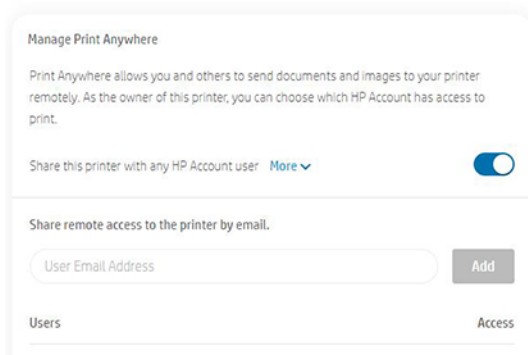 Manage Print Anywhere
Print Anywhere allows you and others to send documents and images to your printer
remotely. As the owner of this printer, you can choose which HP Account has access to
print.
Share this printer with any HP Account user More
Share remote access to the printer by email.
User Email Address Add
Users Access